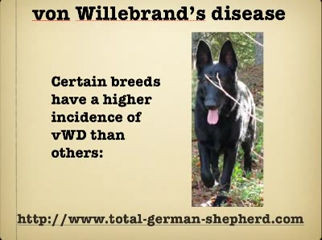 von Willebrand's disease
Certain breeds
have a higher
incidence of
vWD than
others:
http://www.total-german-shepherd.com